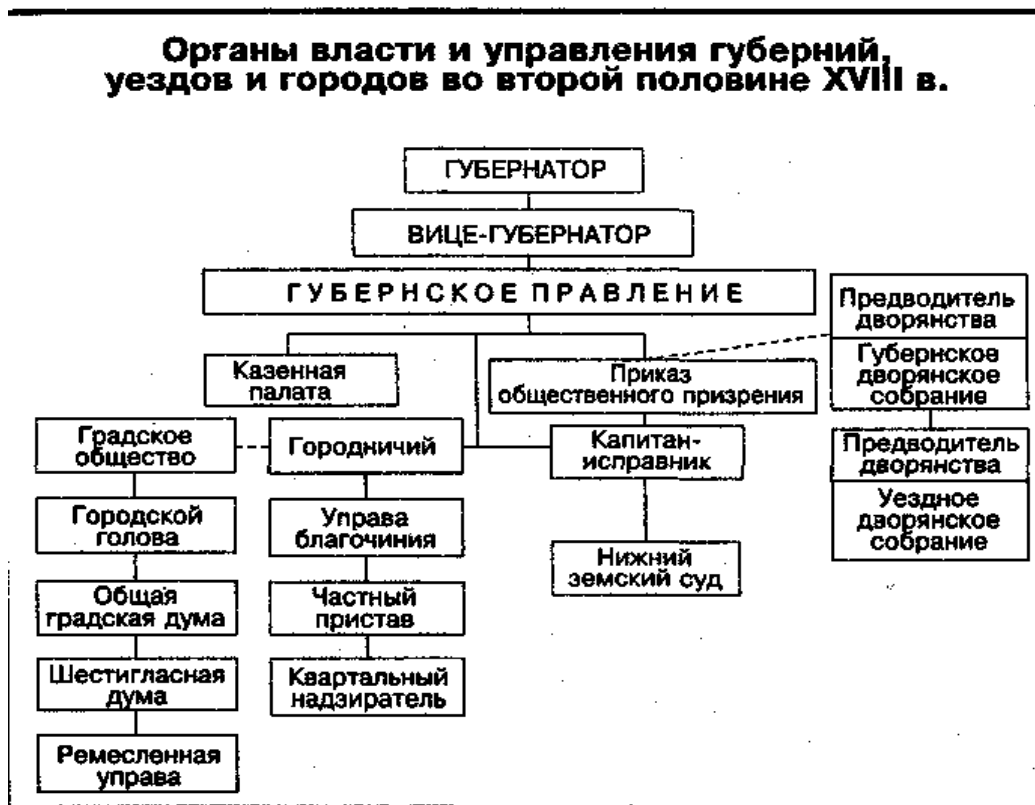 Органы власти и управления губерний,
уездов и городов во второй половине XVIII в.
ГУБЕРНАТОР
ВИЦЕ-ГУБЕРНАТОР
ГУБЕРНСКОЕ ПРАВЛЕНИЕ
Предводитель
дворянства
Губернское
дворянское
собрание
Казенная
палата
Приказ
общественного призрения
Градское
общество
Городничий
Капитан-
исправник
Предводитель
дворянства
Уездное
дворянское
собрание
Городской
голова
Управа
благочиния
Нижний
земский суд
Общая
градская дума
Частный
пристав
Шестигласная
дума
Квартальный
надзиратель
Ремесленная
управа